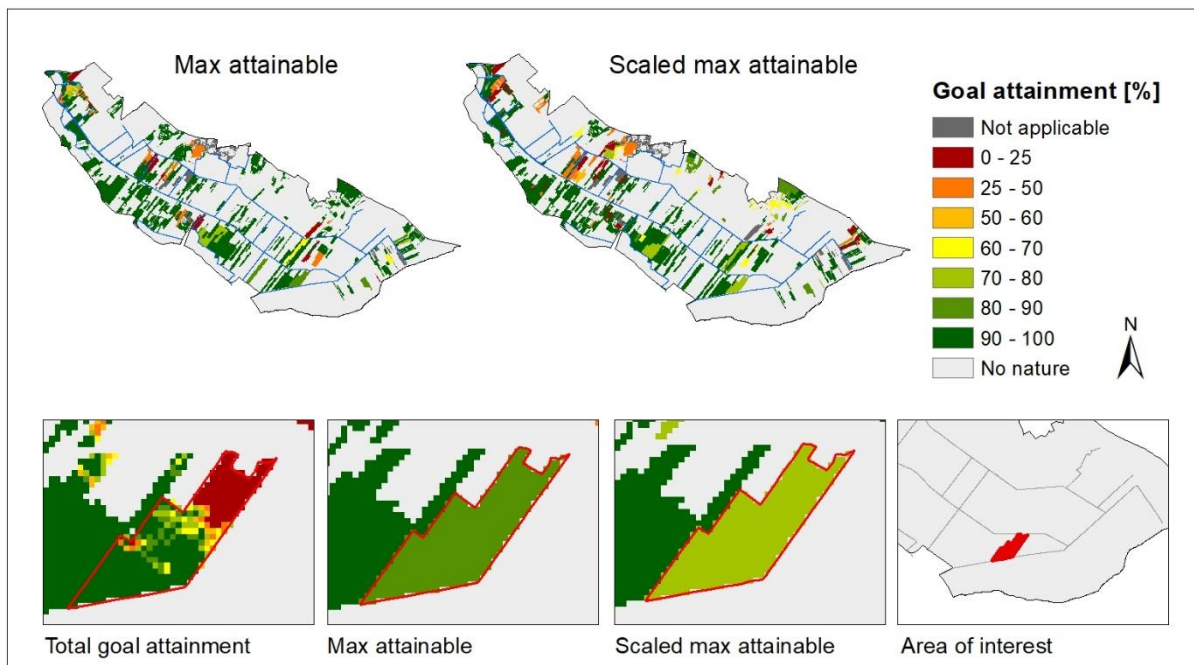 Max attainable
Scaled max attainable
Goal attainment [%]
Not applicable
0 - 25
25 - 50
50 - 60
60 - 70
70 - 80
80 - 90
90 - 100
No nature
N
Total goal attainment
Max attainable
Scaled max attainable
Area of interest